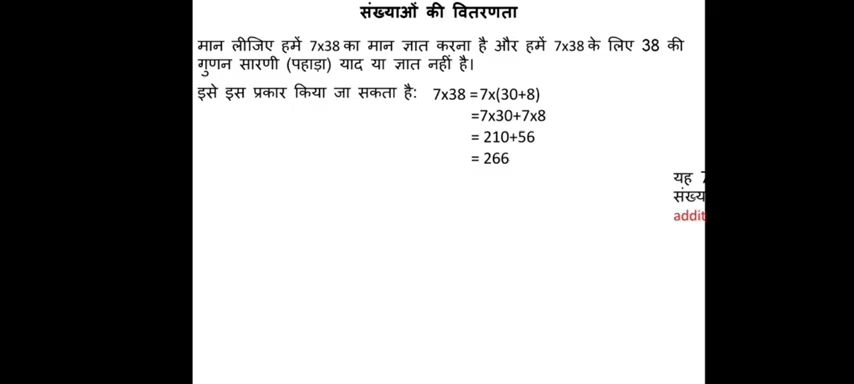 संख्याओं की वितरणता
मान लीजिए हमें 7x38 का मान ज्ञात करना है और हमें 7x38 के लिए 38 की
गुणन सारणी (पहाड़ा) याद या ज्ञात नहीं है।
इसे इस प्रकार किया जा सकता है: 7x38 =7x(30+8)
=7x30+7x8
= 210+56
= 266
यह